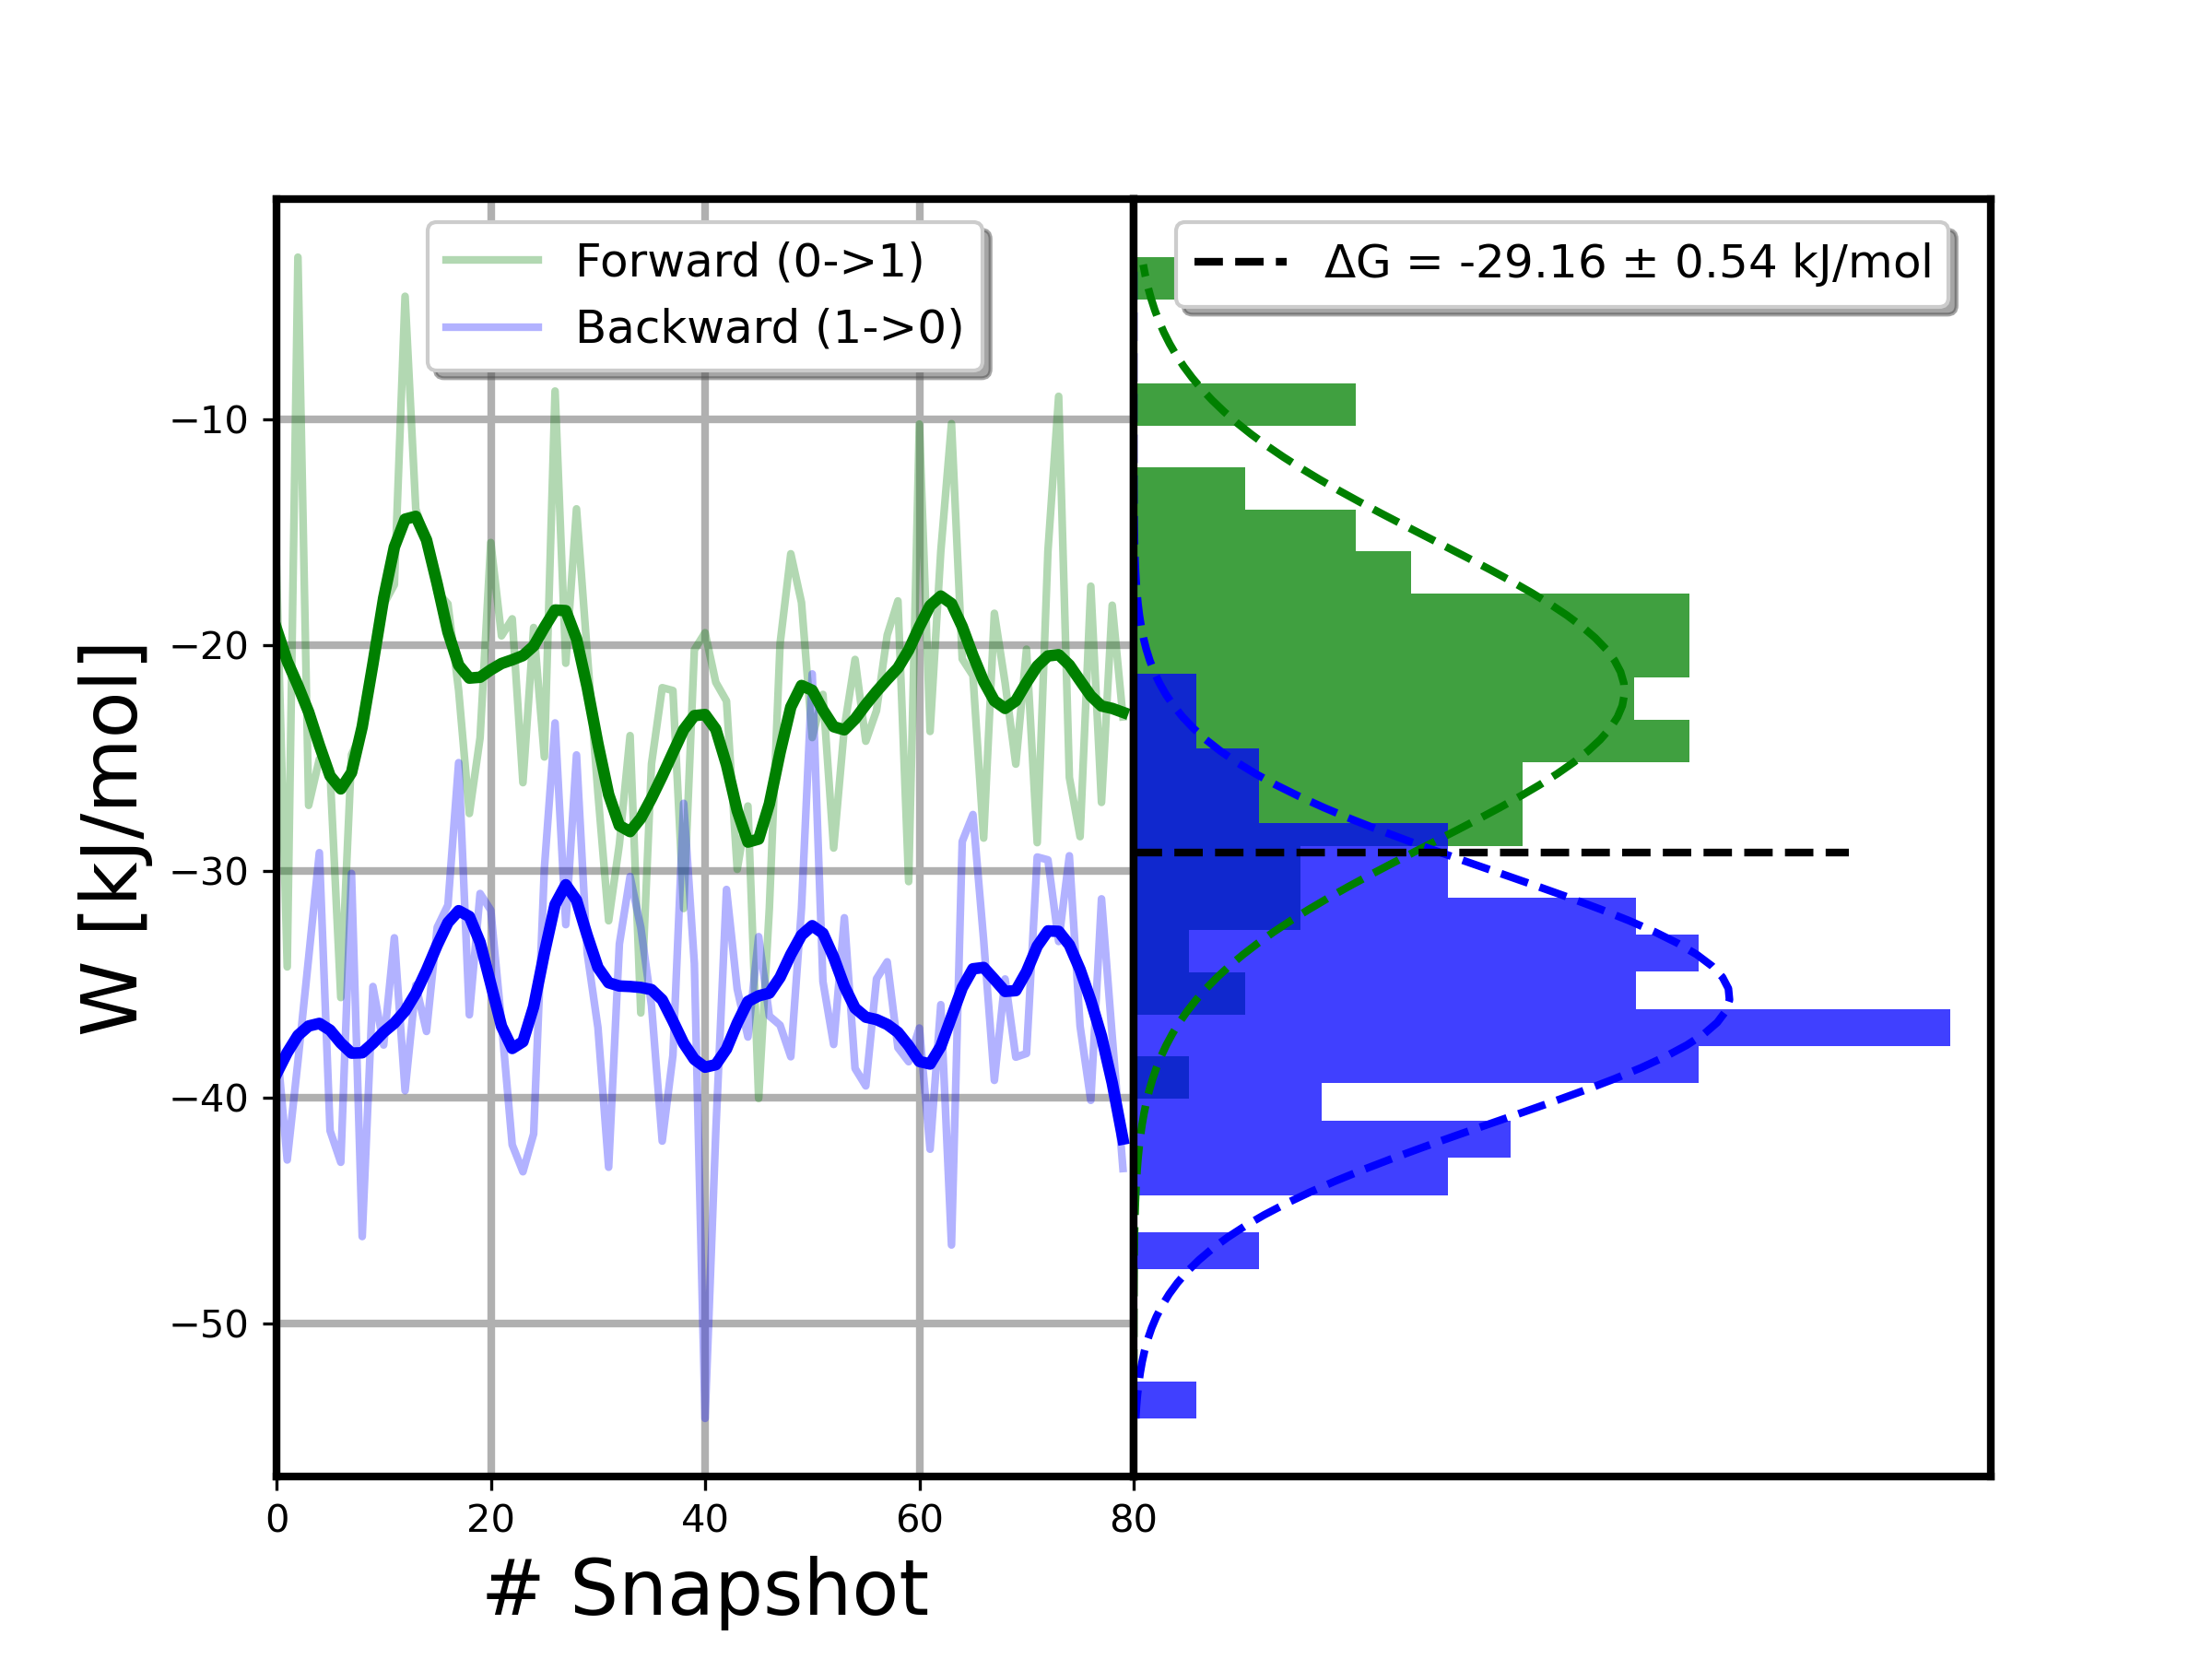 Forward (0->1)
Backward (1->0)
ΔG = -29.16 ± 0.54 kJ/mol
W [kJ/mol]
−10
−20
−30
−40
−50
0 20 40 60 80
# Snapshot